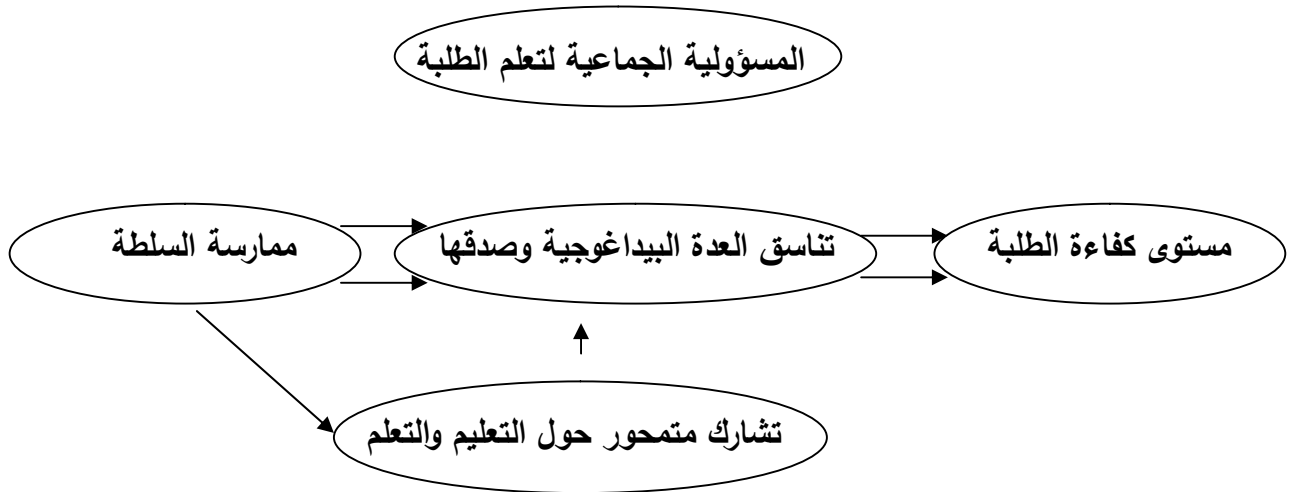 المسؤولية الجماعية لتعلم الطلبة
ممارسة السلطة
تناسق العدة البيداغوجية وصدقها
مستوى كفاءة الطلبة
تشارك متمحور حول التعليم والتعلم